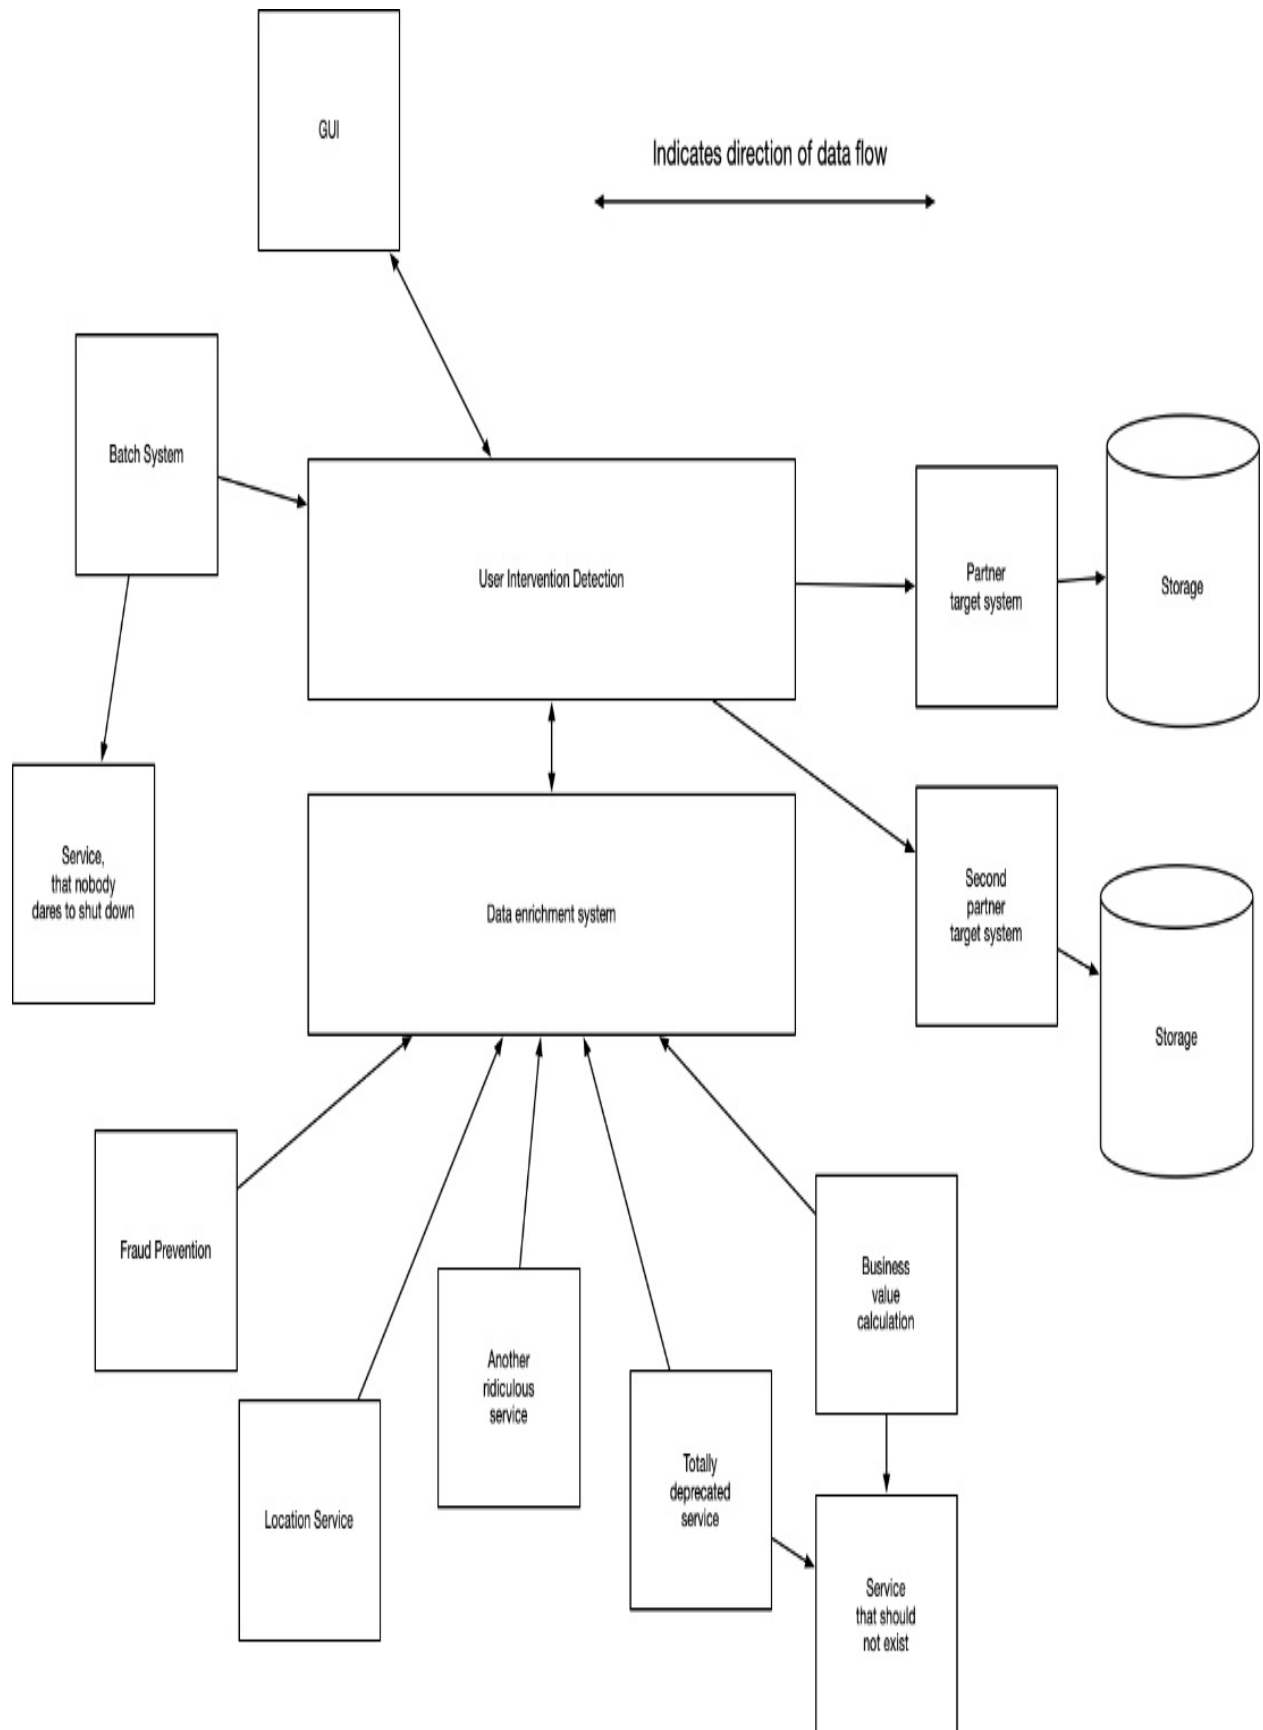 GUI
Indicates direction of data flow
Batch System
User Intervention Detection
Partner
target system
Storage
Service,
that nobody
dares to shut down
Data enrichment system
Second
partner
target system
Storage
Fraud Prevention
Location Service
Another
ridiculous
service
Totally
deprecated
service
Business
value
calculation
Service
that should
not exist